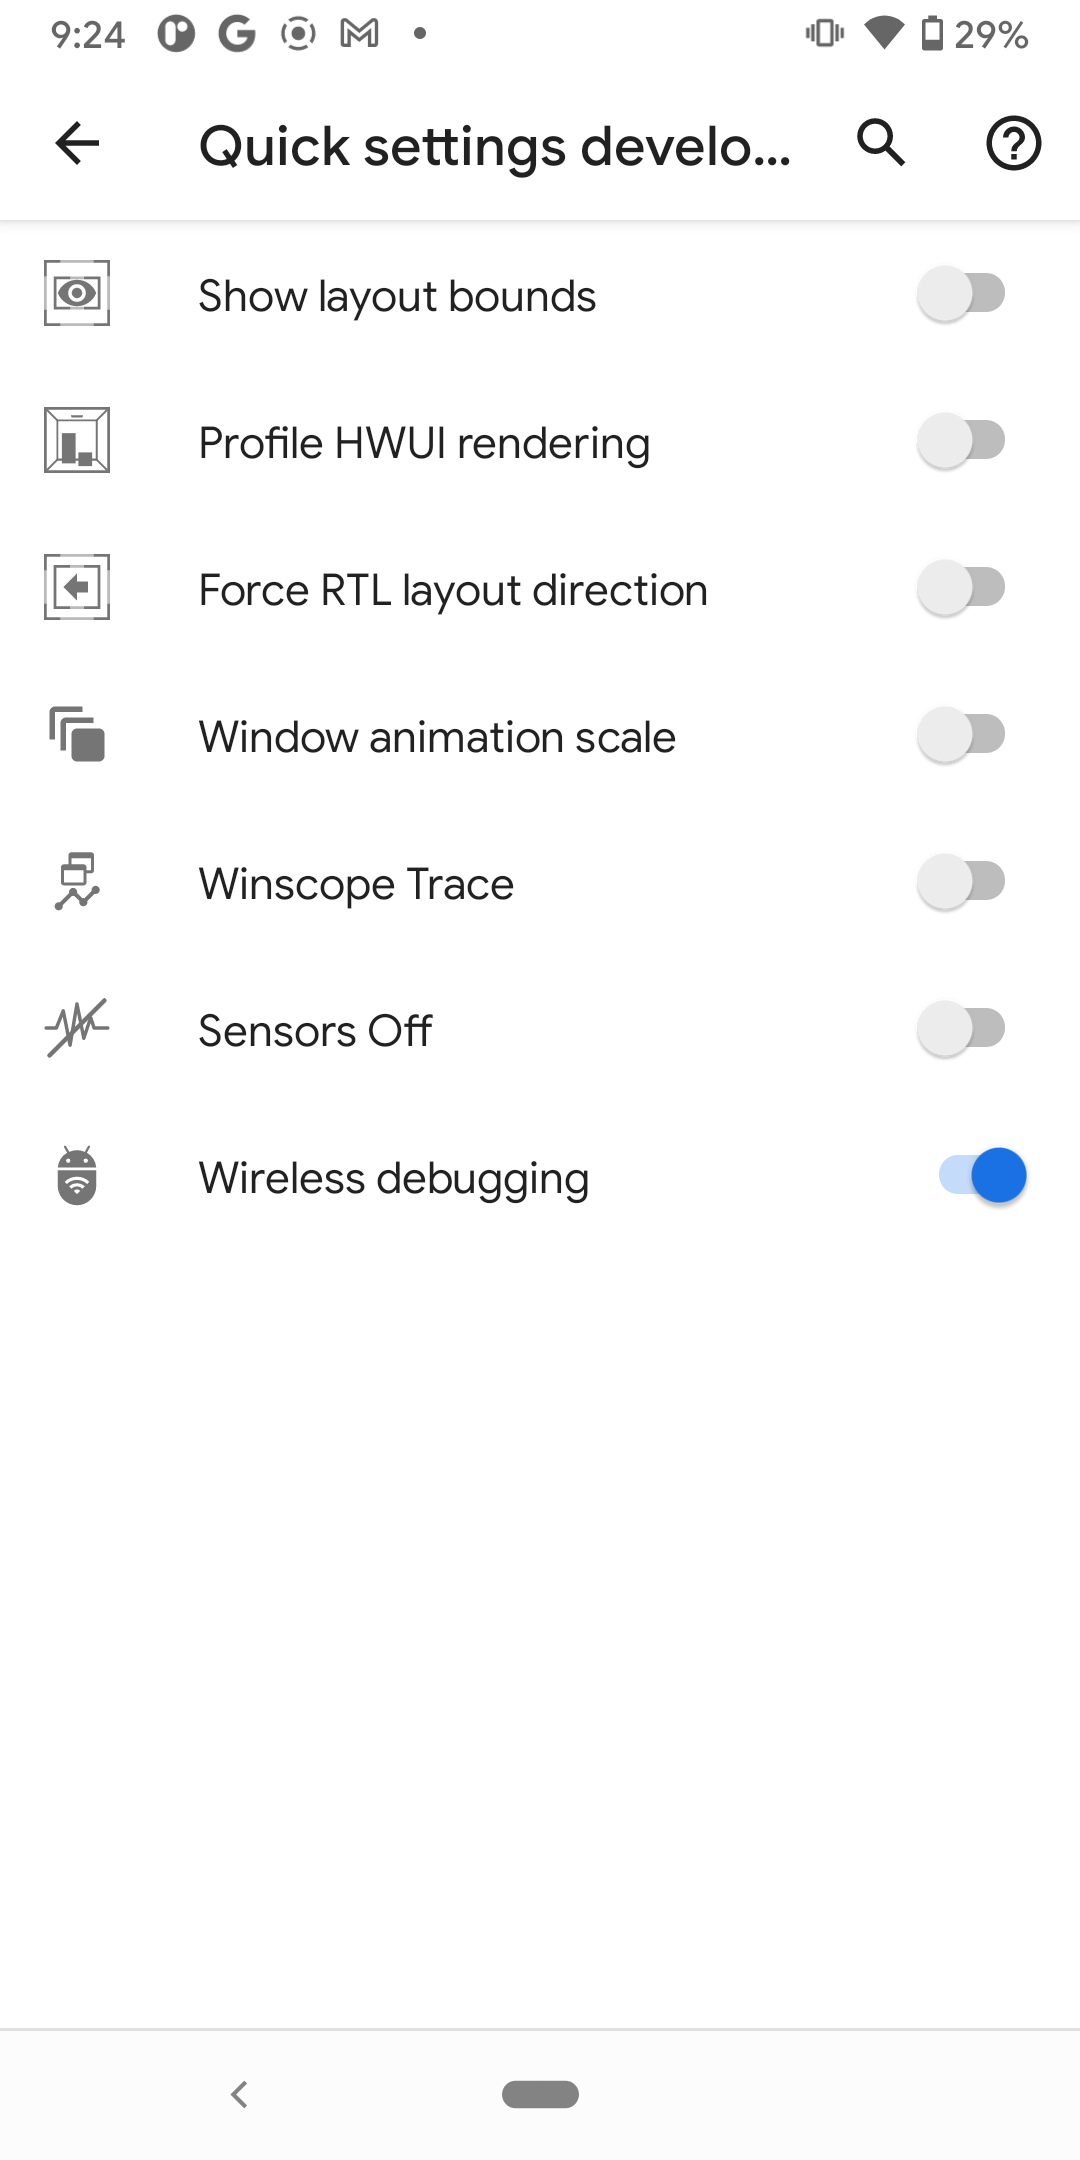 9:24
29%
Quick settings develo...
Show layout bounds
Profile HWUI rendering
Force RTL layout direction
Window animation scale
Winscope Trace
Sensors Off
Wireless debugging